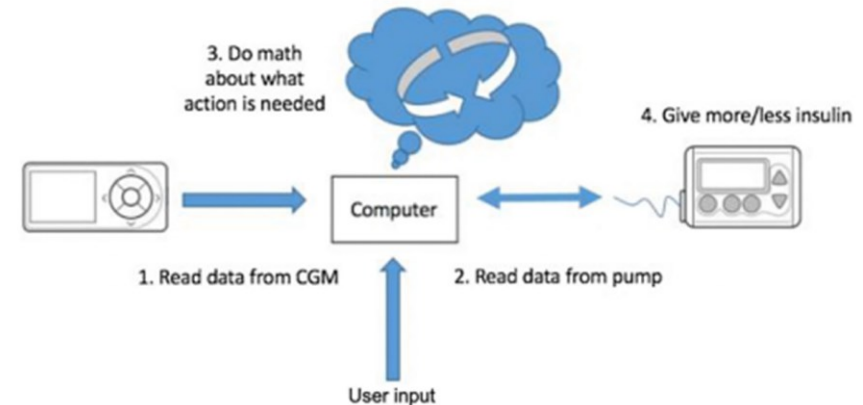 3. Do math
about what
action is needed
4. Give more/less insulin
Computer
1. Read data from CGM
2. Read data from pump
User input